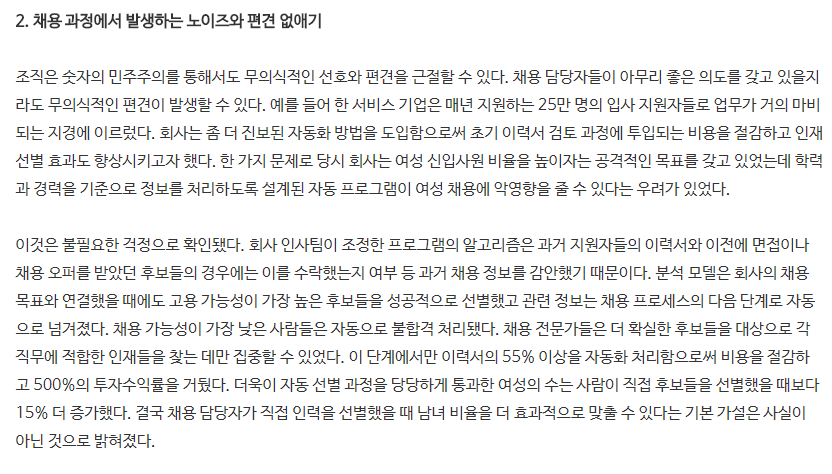 2. 채용 과정에서 발생하는 노이즈와 편견 없애기
조직은 숫자의 민주주의를 통해서도 무의식적인 선호와 편견을 근절할 수 있다. 채용 담당자들이 아무리 좋은 의도를 갖고 있을지
라도 무의식적인 편견이 발생할 수 있다. 예를 들어 한 서비스 기업은 매년 지원하는 25만 명의 입사 지원자들로 업무가 거의 마비
되는 지경에 이르렀다. 회사는 좀 더 진보된 자동화 방법을 도입함으로써 초기 이력서 검토 과정에 투입되는 비용을 절감하고 인재
선별 효과도 향상시키고자 했다. 한 가지 문제로 당시 회사는 여성 신입사원 비율을 높이자는 공격적인 목표를 갖고 있었는데 학력
과 경력을 기준으로 정보를 처리하도록 설계된 자동 프로그램이 여성 채용에 악영향을 줄 수 있다는 우려가 있었다.
이것은 불필요한 걱정으로 확인됐다. 회사 인사팀이 조정한 프로그램의 알고리즘은 과거 지원자들의 이력서와 이전에 면접이나
채용 오퍼를 받았던 후보들의 경우에는 이를 수락했는지 여부 등 과거 채용 정보를 감안했기 때문이다. 분석 모델은 회사의 채용
목표와 연결했을 때에도 고용 가능성이 가장 높은 후보들을 성공적으로 선별했고 관련 정보는 채용 프로세스의 다음 단계로 자동
으로 넘겨졌다. 채용 가능성이 가장 낮은 사람들은 자동으로 불합격 처리됐다. 채용 전문가들은 더 확실한 후보들을 대상으로 각
직무에 적합한 인재들을 찾는 데만 집중할 수 있었다. 이 단계에서만 이력서의 55% 이상을 자동화 처리함으로써 비용을 절감하
고 500%의 투자수익률을 거뒀다. 더욱이 자동 선별 과정을 당당하게 통과한 여성의 수는 사람이 직접 후보들을 선별했을 때보다
15% 더 증가했다. 결국 채용 담당자가 직접 인력을 선별했을 때 남녀 비율을 더 효과적으로 맞출 수 있다는 기본 가설은 사실이
아닌 것으로 밝혀졌다.